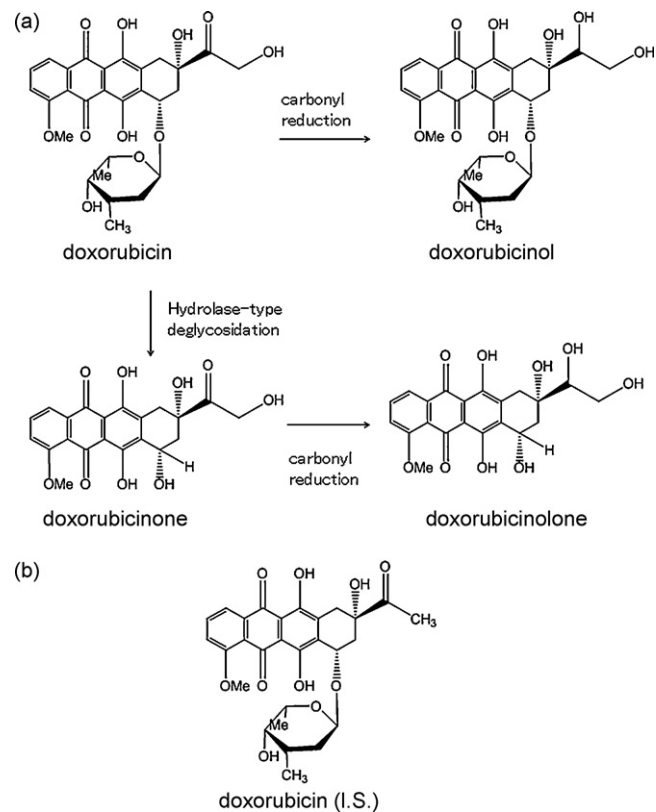 (a)
O OH OH O OH
OMe O OH O
Me O
OH
CH₃
doxorubicin
carbonyl
reduction
O OH OH OH OH
OMe O OH O
Me O
OH
CH₃
doxorubicinol
Hydrolase-type
deglycosidation
O OH OH O OH
OMe O OH OH H
doxorubicinone
carbonyl
reduction
O OH OH OH OH
OMe O OH OH H
doxorubicinolone
(b)
O OH OH O
CH₃
OMe O OH O
Me O
OH
CH₃
doxorubicin (I.S.)